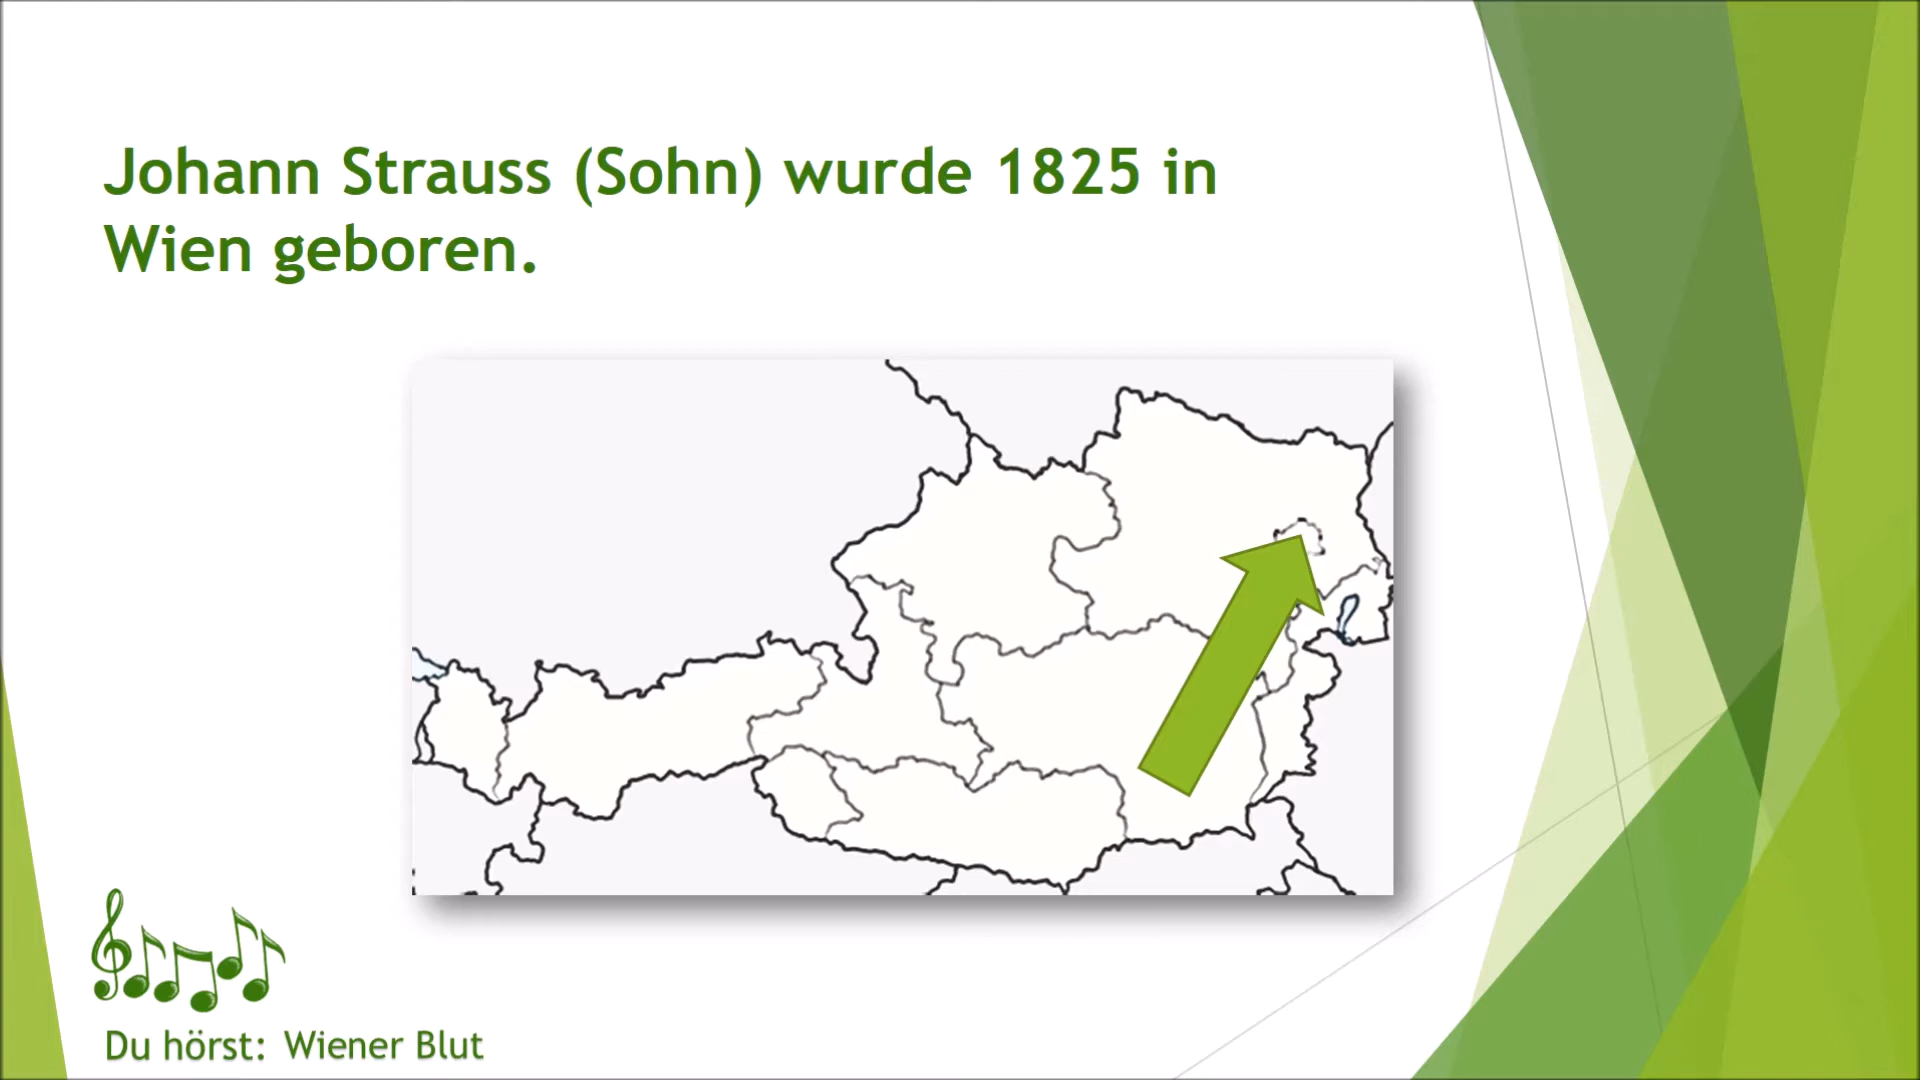 Johann Strauss (Sohn) wurde 1825 in
Wien geboren.
Du hörst: Wiener Blut